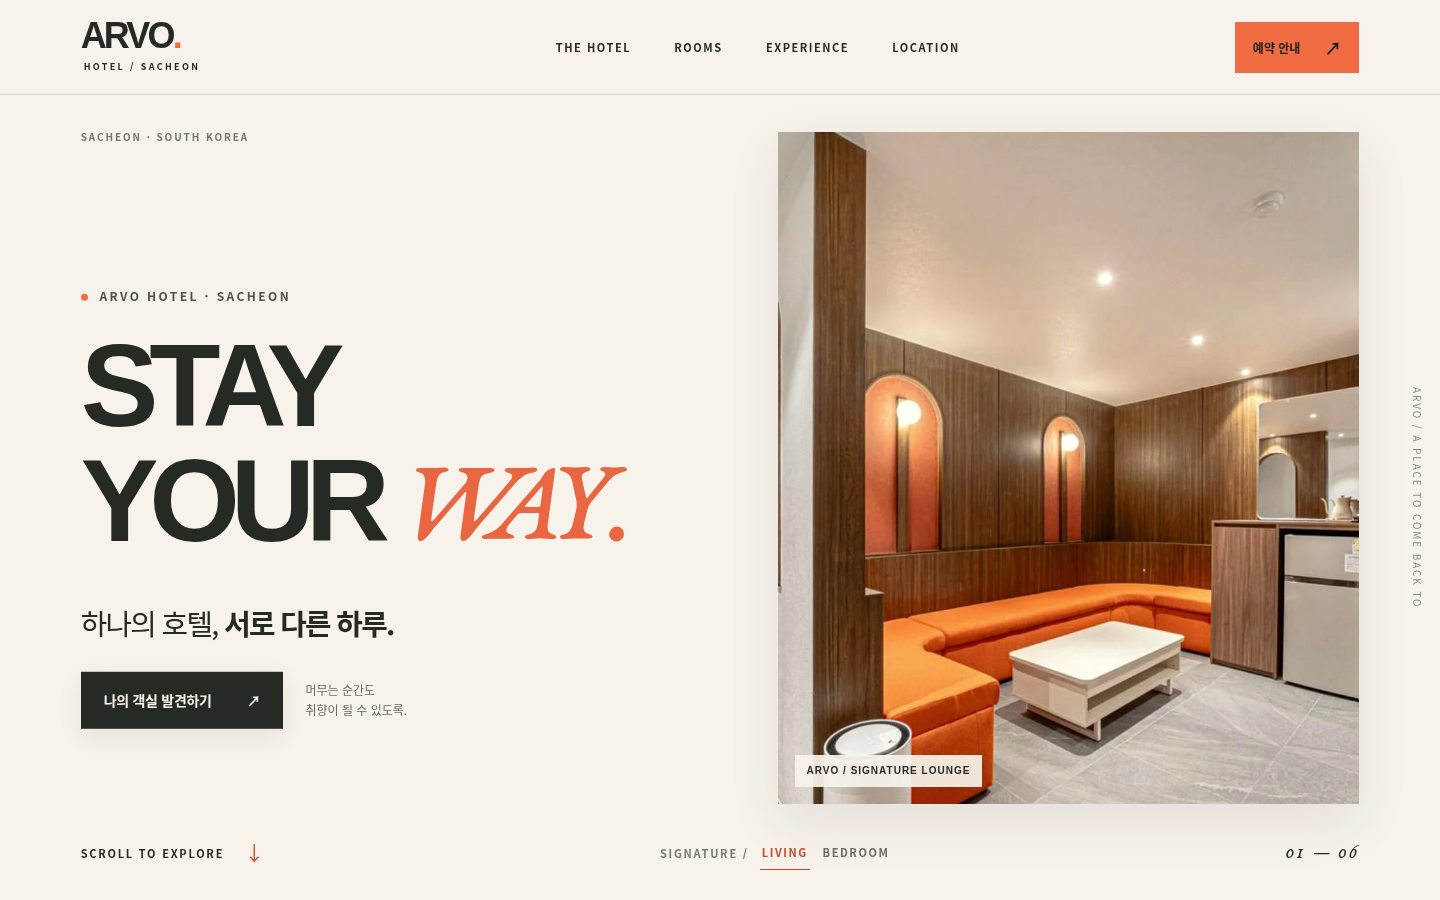 ARVO.
HOTEL / SACHEON
THE HOTEL
ROOMS
EXPERIENCE
LOCATION
예약 안내 ↗
SACHEON · SOUTH KOREA
ARVO HOTEL · SACHEON
STAY
YOUR WAY.
하나의 호텔, 서로 다른 하루.
나의 객실 발견하기 ↗
머무는 순간도
취향이 될 수 있도록.
ARVO / SIGNATURE LOUNGE
ARVO / A PLACE TO COME BACK TO
SCROLL TO EXPLORE ↓
SIGNATURE / LIVING BEDROOM
01 — 06